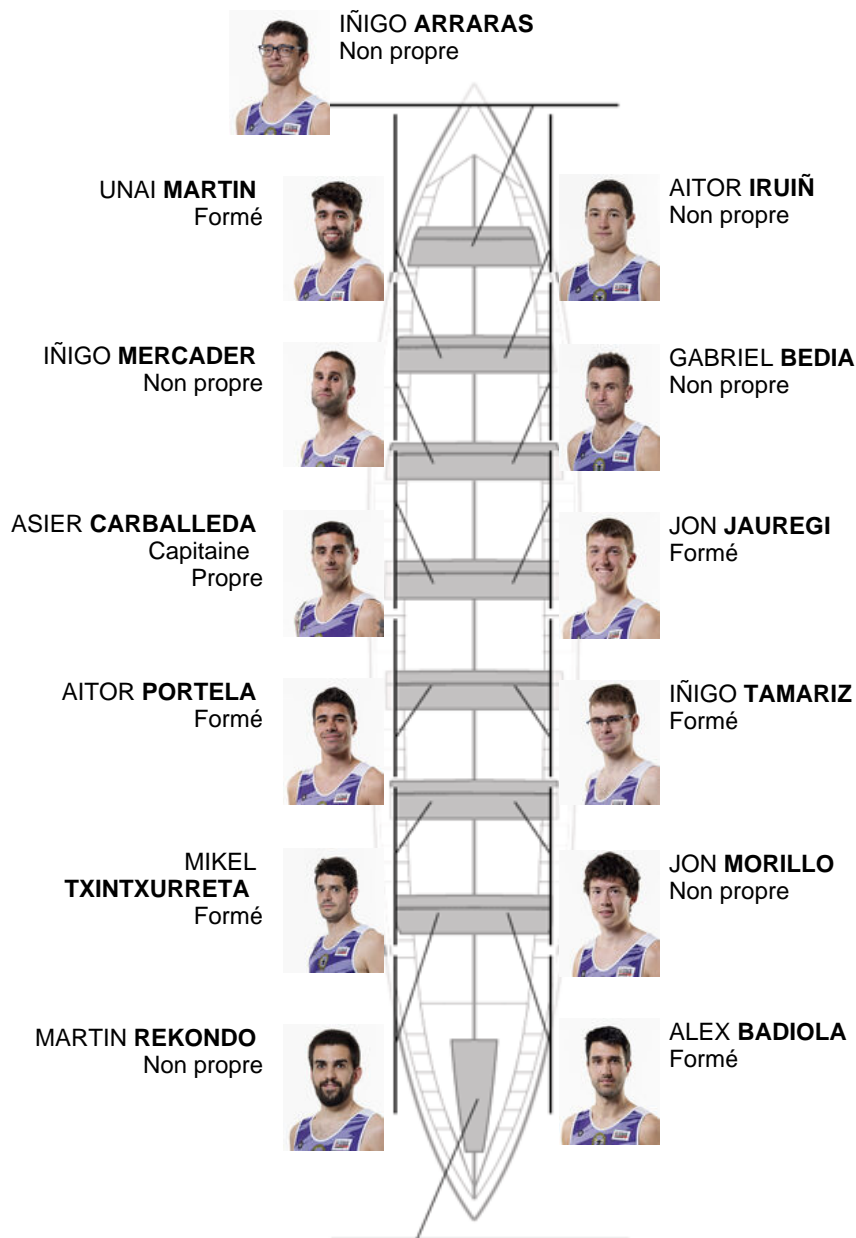 IÑIGO ARRARAS
Non propre
UNAI MARTIN
Formé
AITOR IRUIÑ
Non propre
IÑIGO MERCADER
Non propre
GABRIEL BEDIA
Non propre
ASIER CARBALLEDA
Capitaine
Propre
JON JAUREGI
Formé
AITOR PORTELA
Formé
IÑIGO TAMARIZ
Formé
MIKEL
TXINTXURRETA
Formé
JON MORILLO
Non propre
MARTIN REKONDO
Non propre
ALEX BADIOLA
Formé